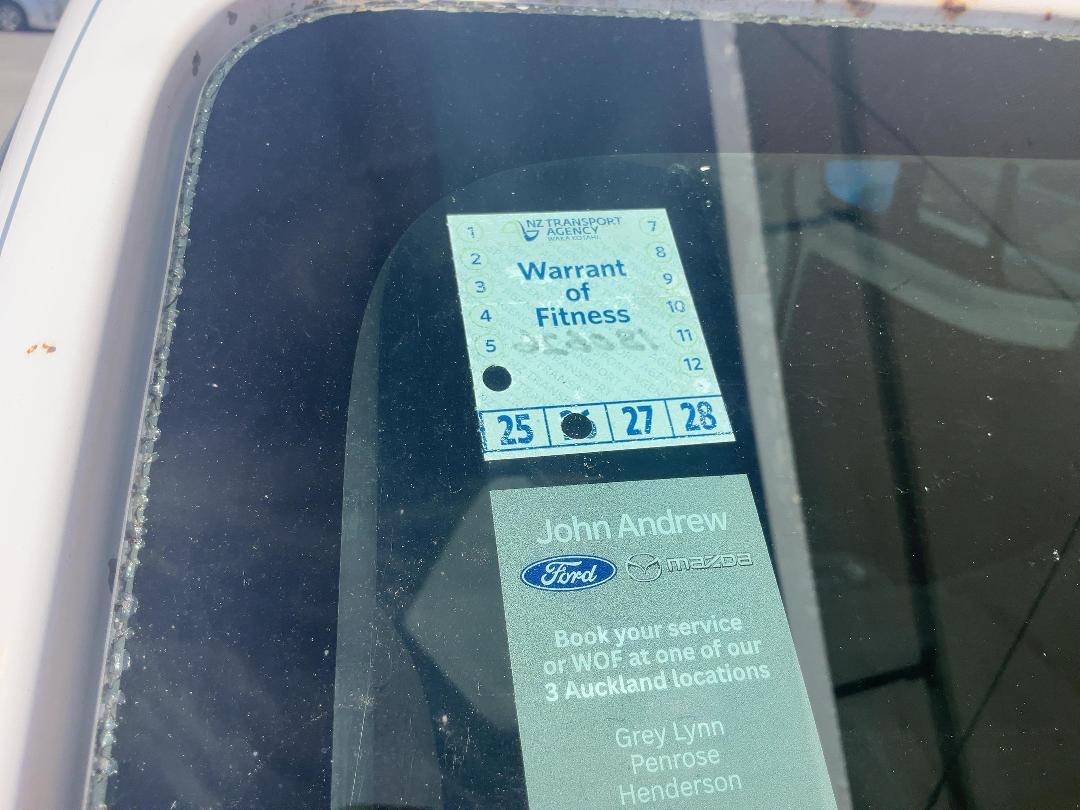 NZ TRANSPORT
AGENCY
WAKA KOTAHI
Warrant
of
Fitness
1
2
3
4
5
7
8
9
10
11
12
25 26 27 28
John Andrew
Ford mazda
Book your service
or WOF at one of our
3 Auckland locations
Grey Lynn
Penrose
Henderson